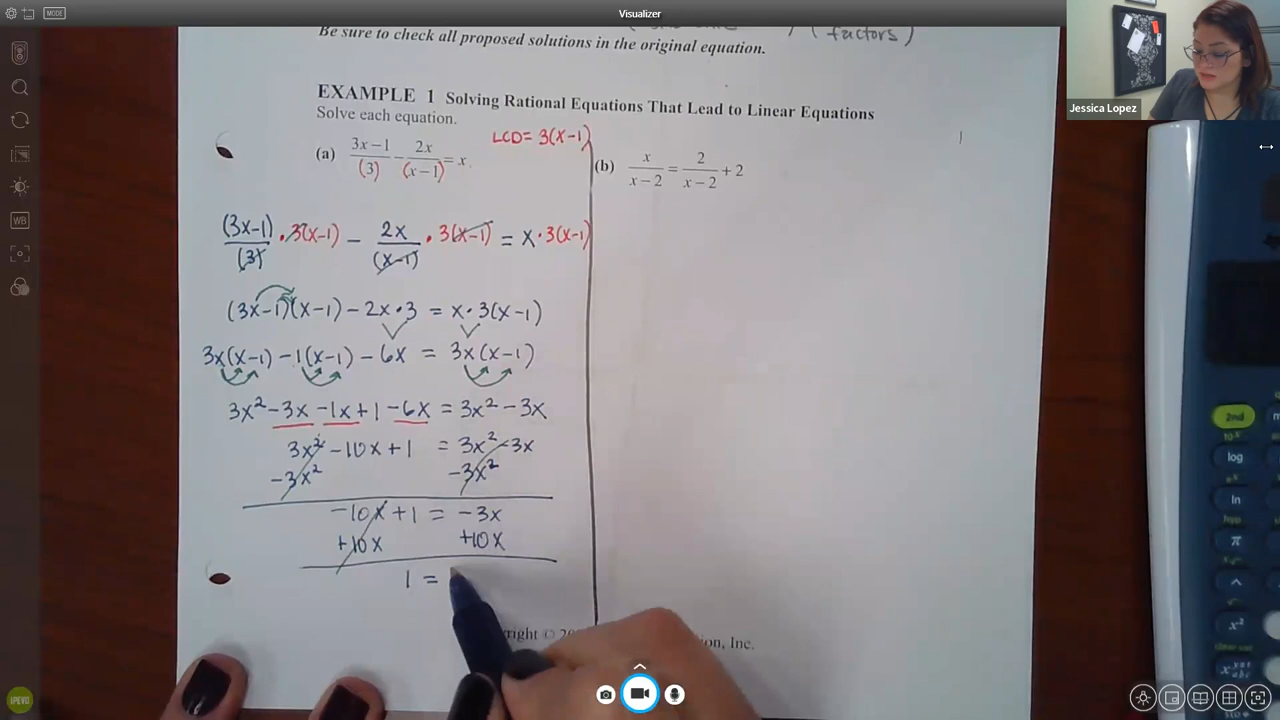 MODE
Visualizer
( factors )
Be sure to check all proposed solutions in the original equation.
Jessica Lopez
EXAMPLE 1 Solving Rational Equations That Lead to Linear Equations
Solve each equation.
LCD = 3(x-1)
(a) 3x-1/(3) - 2x/(x-1) = x
(b) x/x-2 = 2/x-2 + 2
(3x-1)/(3) · 3(x-1) - 2x/(x-1) · 3(x-1) = x · 3(x-1)
(3x-1)(x-1) - 2x · 3 = x · 3(x-1)
3x(x-1) - 1(x-1) - 6x = 3x(x-1)
3x² - 3x - 1x + 1 - 6x = 3x² - 3x
3x² - 10x + 1 = 3x² - 3x
-3x² -3x²
-10x + 1 = -3x
+10x +10x
1 =
Inc.
WB
2nd
log
ln
hyp
π
^
x²
IPEVO